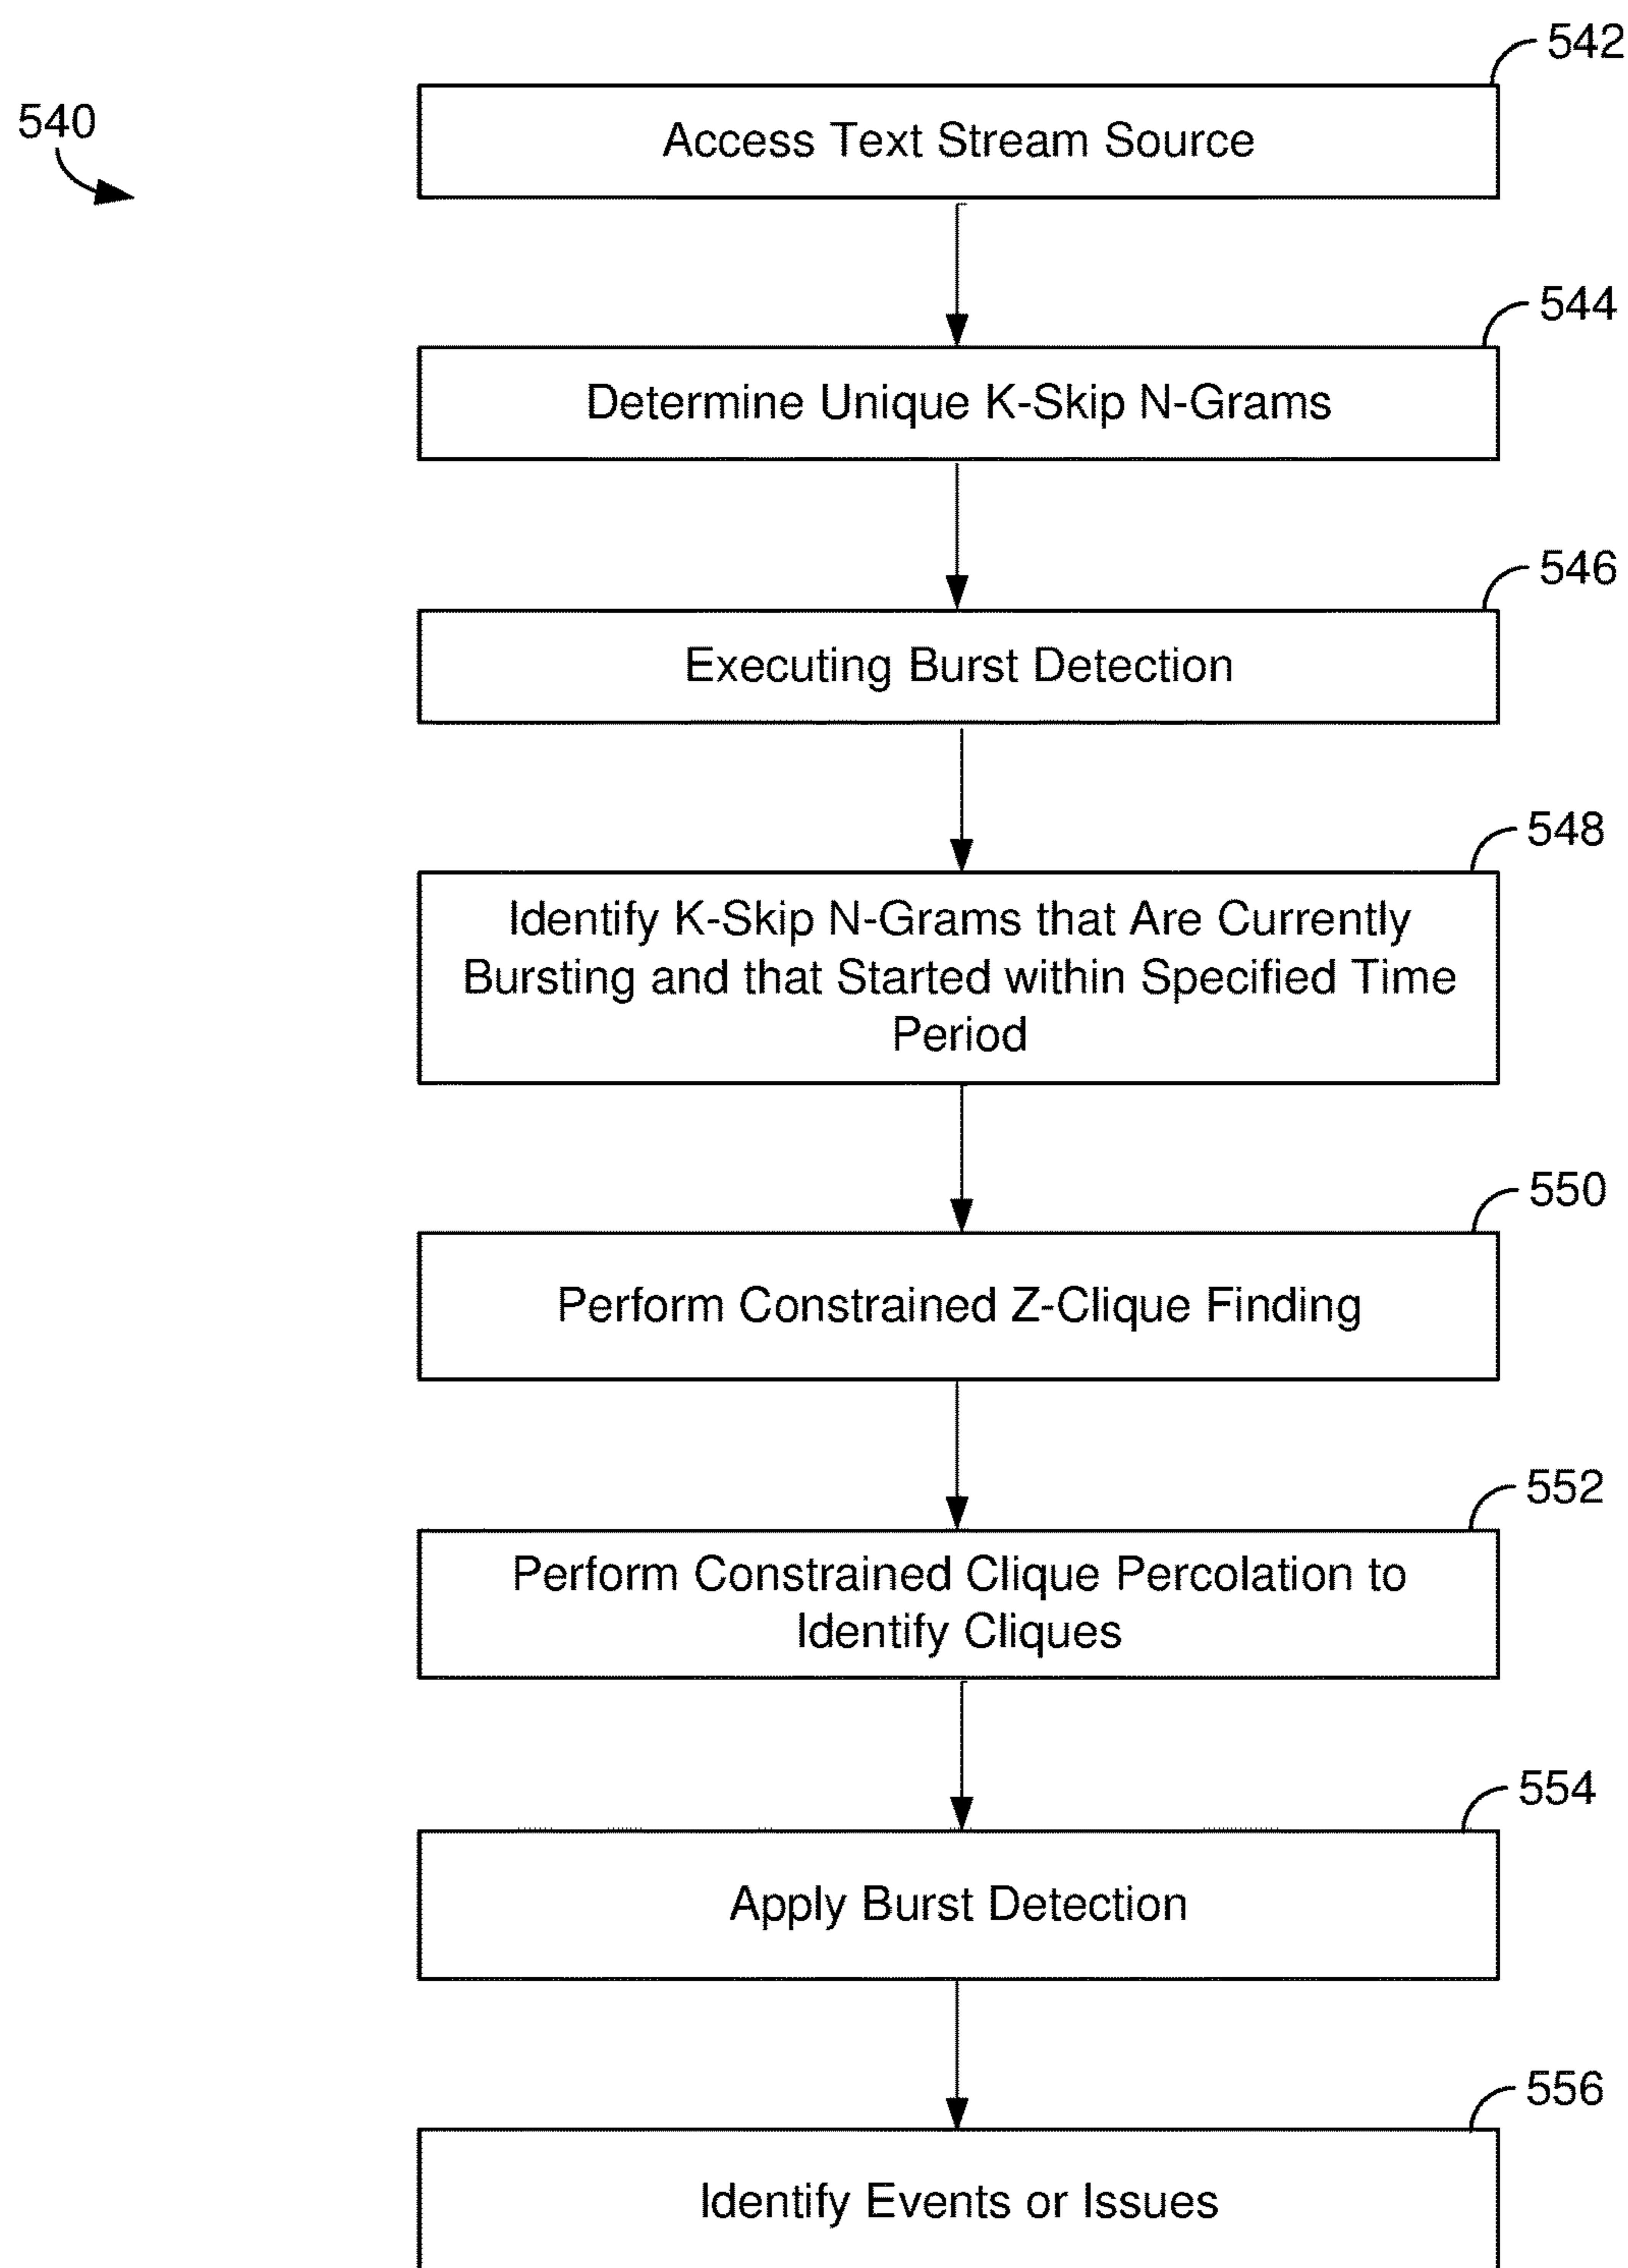 542
540
Access Text Stream Source
544
Determine Unique K-Skip N-Grams
546
Executing Burst Detection
548
Identify K-Skip N-Grams that Are Currently
Bursting and that Started within Specified Time
Period
550
Perform Constrained Z-Clique Finding
552
Perform Constrained Clique Percolation to
Identify Cliques
554
Apply Burst Detection
556
Identify Events or Issues